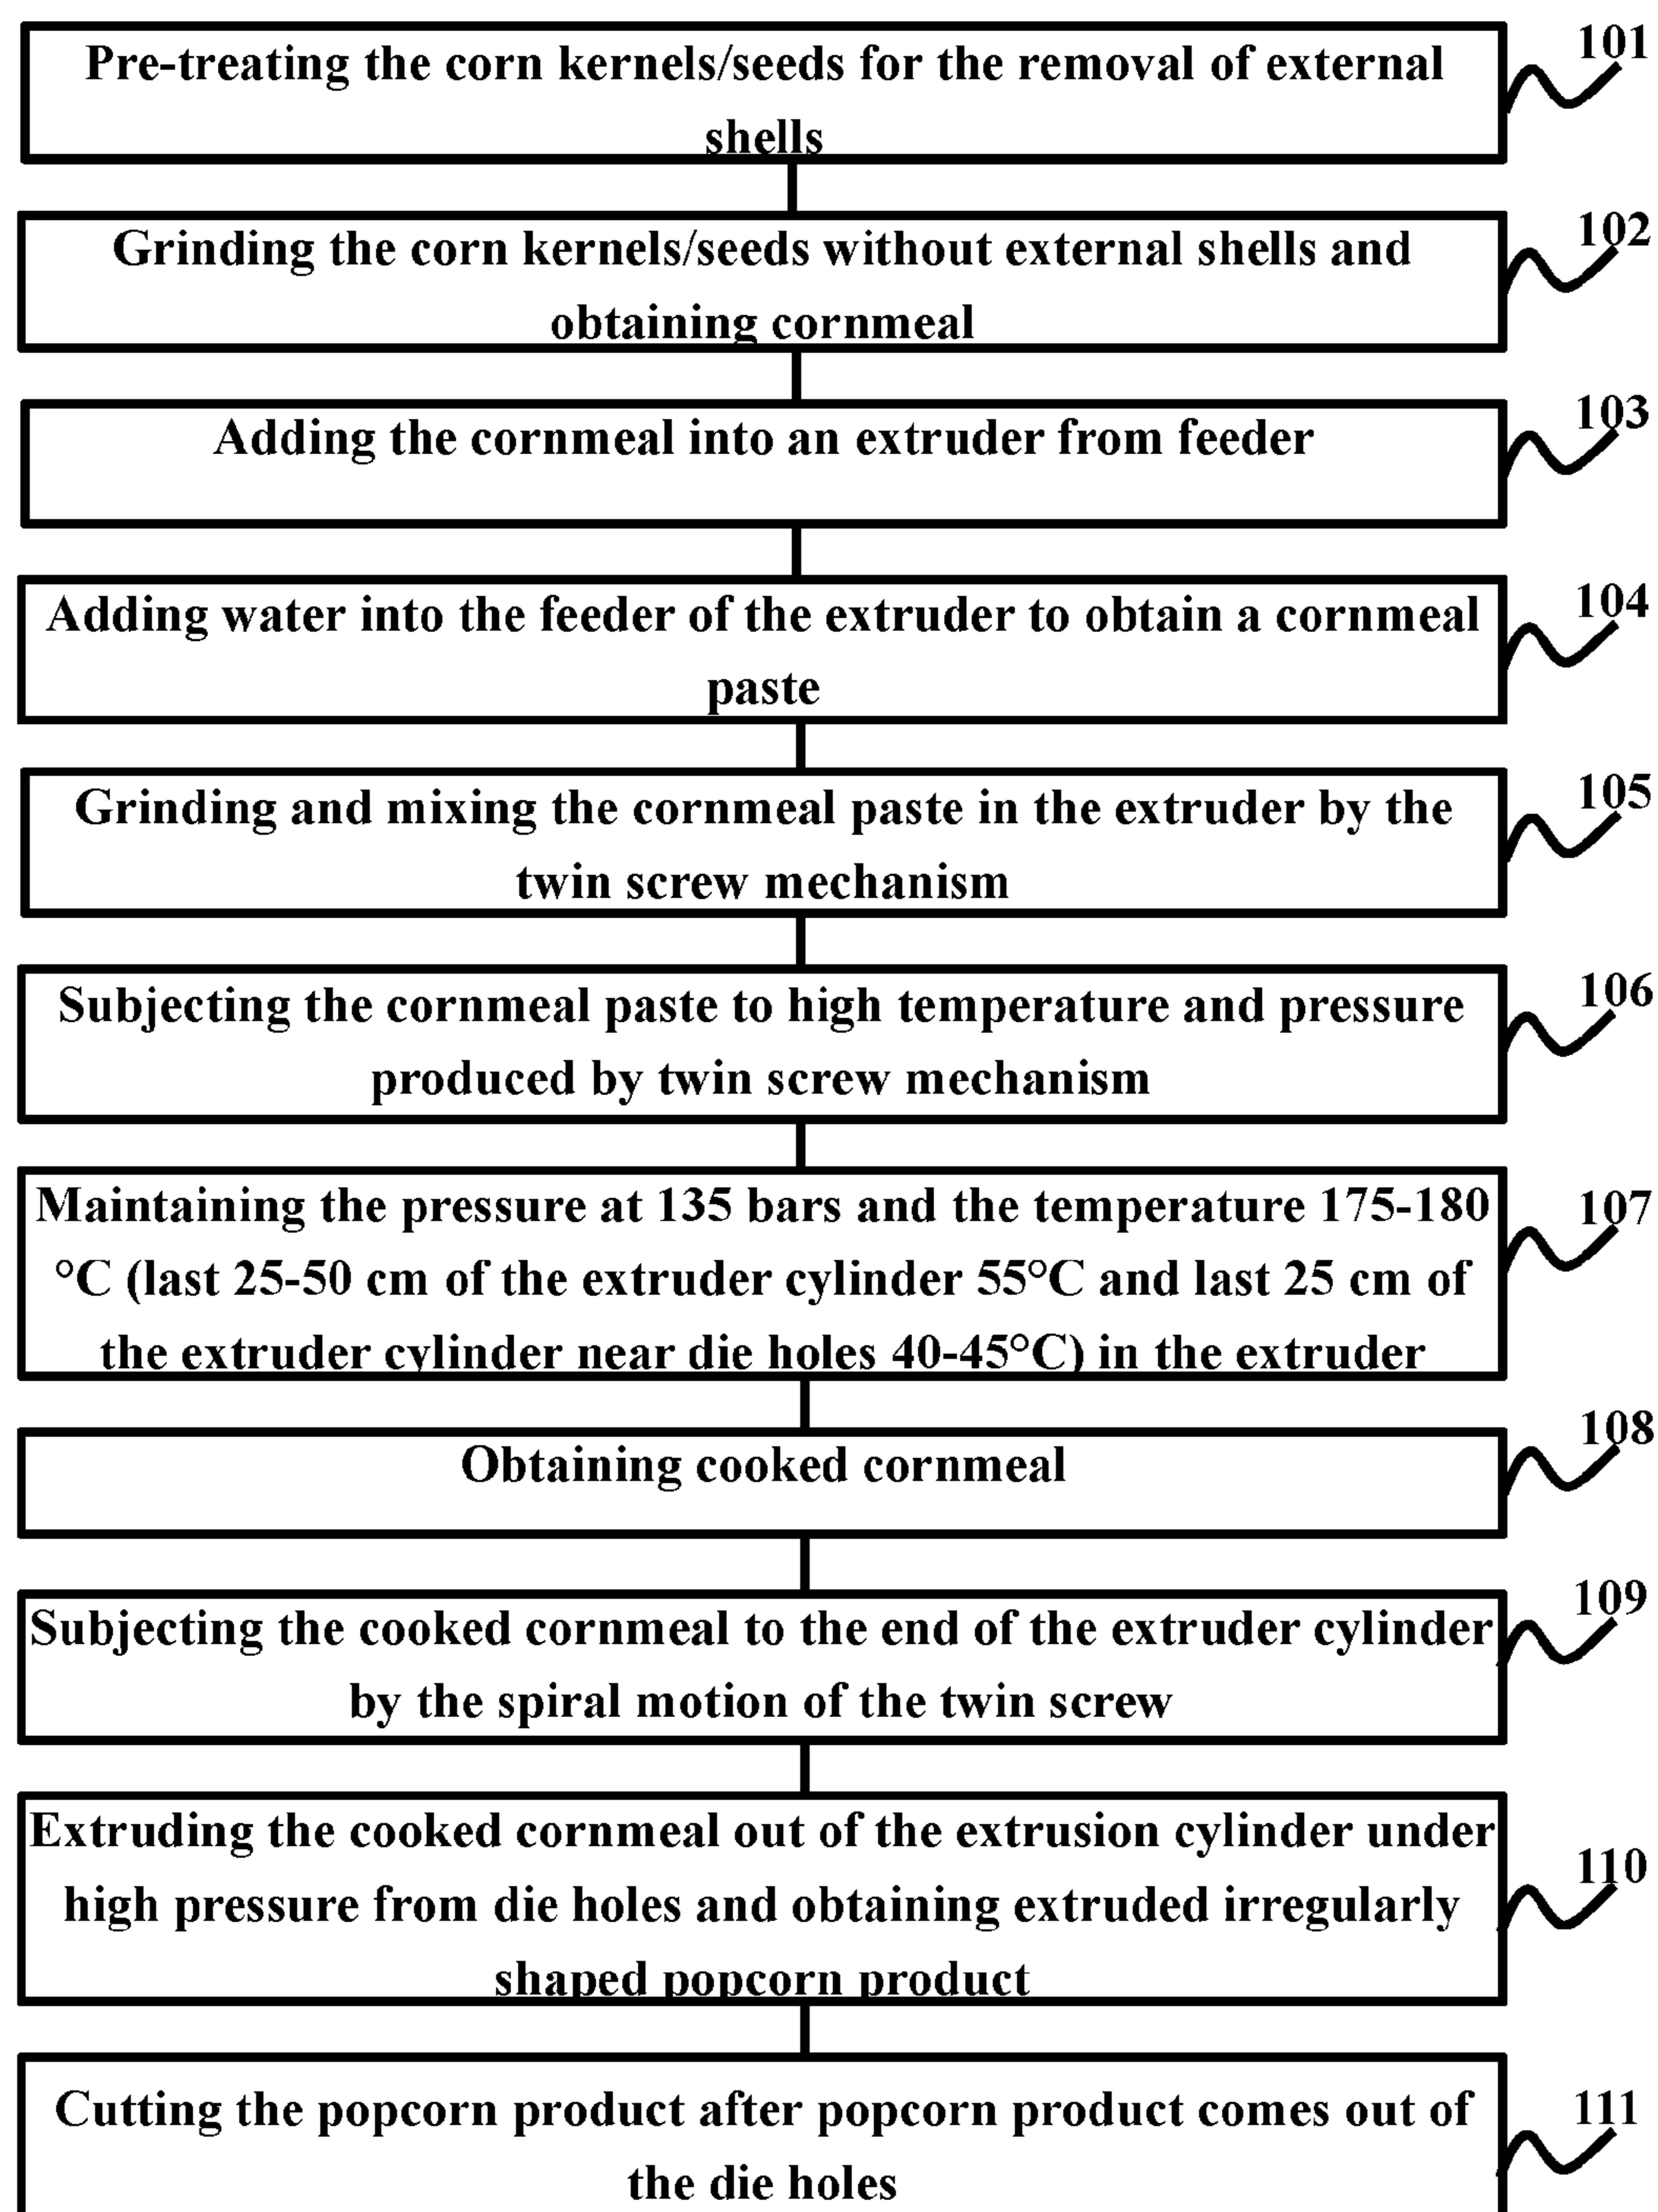 Pre-treating the corn kernels/seeds for the removal of external
shells
101
Grinding the corn kernels/seeds without external shells and
obtaining cornmeal
102
Adding the cornmeal into an extruder from feeder
103
Adding water into the feeder of the extruder to obtain a cornmeal
paste
104
Grinding and mixing the cornmeal paste in the extruder by the
twin screw mechanism
105
Subjecting the cornmeal paste to high temperature and pressure
produced by twin screw mechanism
106
Maintaining the pressure at 135 bars and the temperature 175-180
°C (last 25-50 cm of the extruder cylinder 55°C and last 25 cm of
the extruder cylinder near die holes 40-45°C) in the extruder
107
Obtaining cooked cornmeal
108
Subjecting the cooked cornmeal to the end of the extruder cylinder
by the spiral motion of the twin screw
109
Extruding the cooked cornmeal out of the extrusion cylinder under
high pressure from die holes and obtaining extruded irregularly
shaped popcorn product
110
Cutting the popcorn product after popcorn product comes out of
the die holes
111